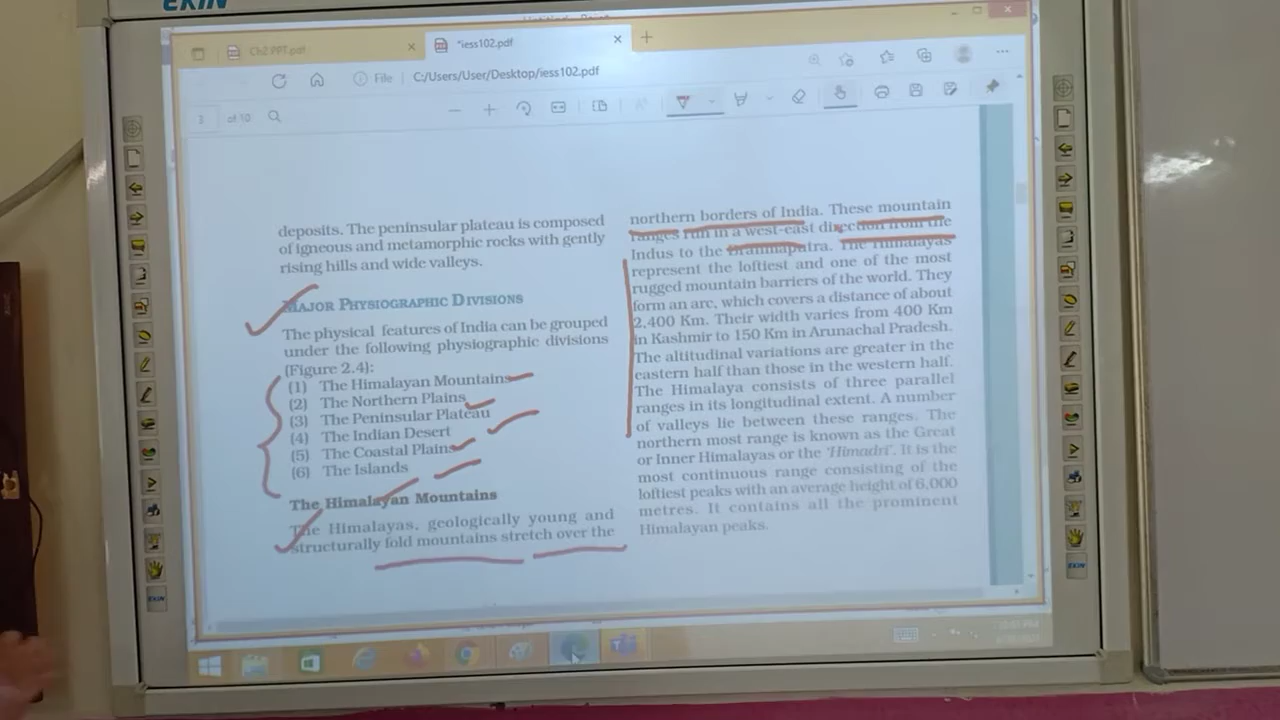 EKIN
Ch2 PPT.pdf
*iess102.pdf
File
C:/Users/User/Desktop/iess102.pdf
3
of 10
deposits. The peninsular plateau is composed
of igneous and metamorphic rocks with gently
rising hills and wide valleys.
MAJOR PHYSIOGRAPHIC DIVISIONS
The physical features of India can be grouped
under the following physiographic divisions
(Figure 2.4):
(1) The Himalayan Mountains
(2) The Northern Plains
(3) The Peninsular Plateau
(4) The Indian Desert
(5) The Coastal Plains
(6) The Islands
The Himalayan Mountains
The Himalayas, geologically young and
structurally fold mountains stretch over the
northern borders of India. These mountain
ranges run in a west-east direction from the
Indus to the Brahmaputra. The Himalayas
represent the loftiest and one of the most
rugged mountain barriers of the world. They
form an arc, which covers a distance of about
2,400 Km. Their width varies from 400 Km
in Kashmir to 150 Km in Arunachal Pradesh.
The altitudinal variations are greater in the
eastern half than those in the western half.
The Himalaya consists of three parallel
ranges in its longitudinal extent. A number
of valleys lie between these ranges. The
northern most range is known as the Great
or Inner Himalayas or the 'Himadri'. It is the
most continuous range consisting of the
loftiest peaks with an average height of 6,000
metres. It contains all the prominent
Himalayan peaks.
EKIN
EKIN